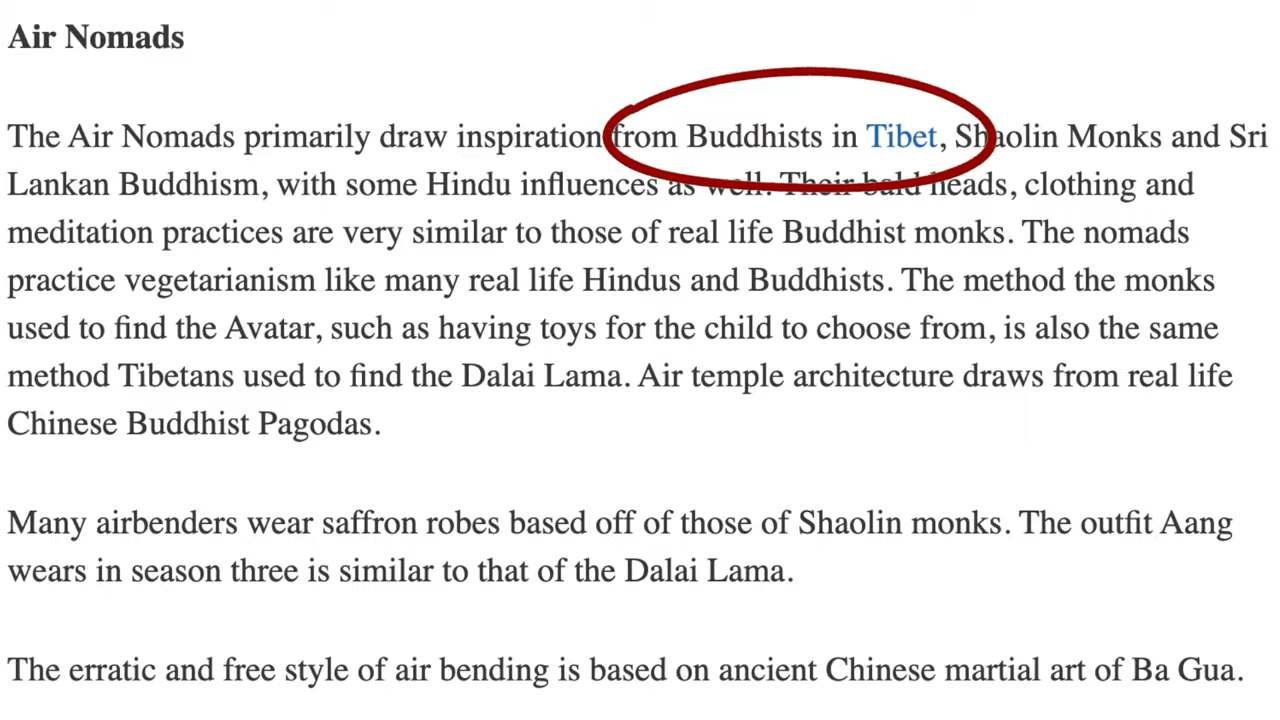 Air Nomads
The Air Nomads primarily draw inspiration from Buddhists in Tibet, Shaolin Monks and Sri
Lankan Buddhism, with some Hindu influences as well. Their bald heads, clothing and
meditation practices are very similar to those of real life Buddhist monks. The nomads
practice vegetarianism like many real life Hindus and Buddhists. The method the monks
used to find the Avatar, such as having toys for the child to choose from, is also the same
method Tibetans used to find the Dalai Lama. Air temple architecture draws from real life
Chinese Buddhist Pagodas.
Many airbenders wear saffron robes based off of those of Shaolin monks. The outfit Aang
wears in season three is similar to that of the Dalai Lama.
The erratic and free style of air bending is based on ancient Chinese martial art of Ba Gua.